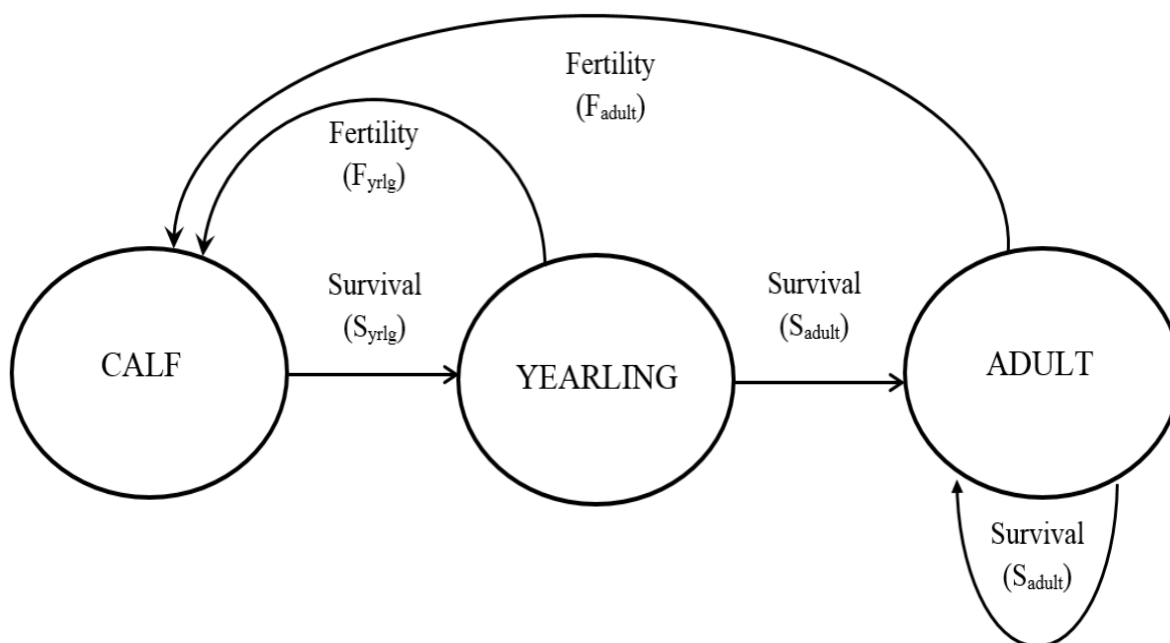 Fertility
(F_adult)
Fertility
(F_yrlg)
Survival
(S_yrlg)
Survival
(S_adult)
CALF
YEARLING
ADULT
Survival
(S_adult)